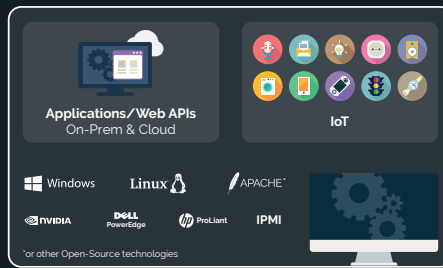 Applications/Web APIs
On-Prem & Cloud
IoT
Windows
Linux
APACHE*
NVIDIA
DELL
PowerEdge
hp ProLiant
IPMI
*or other Open-Source technologies